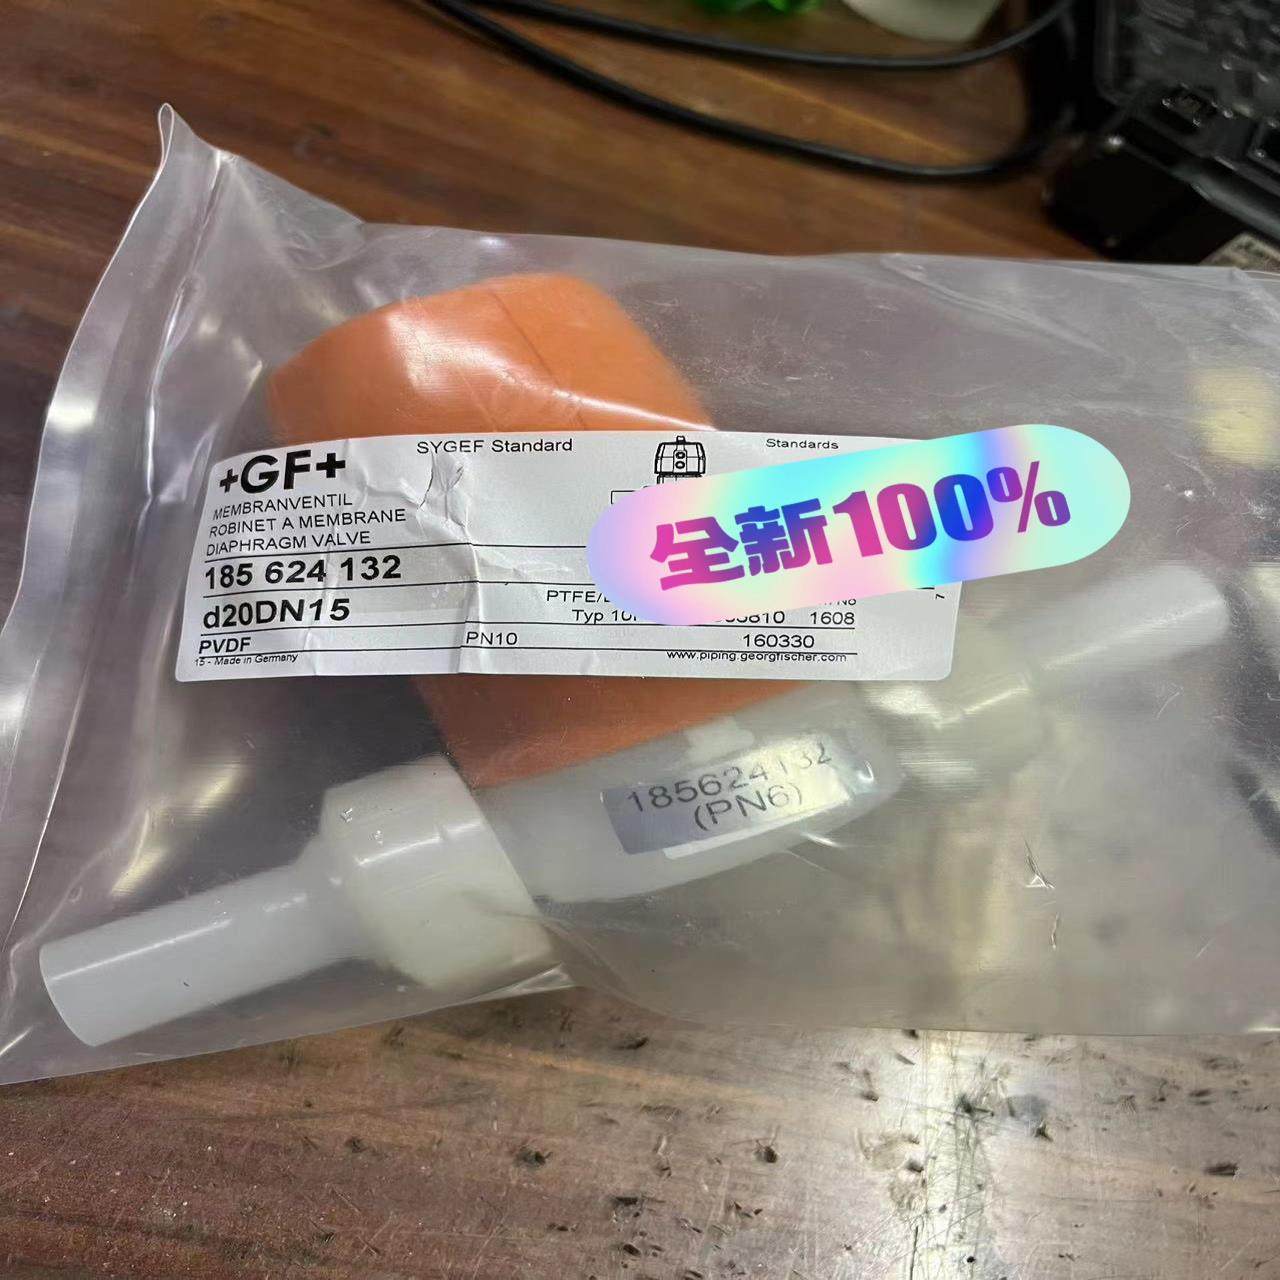 SYGEF Standard
Standards
+GF+
MEMBRANVENTIL
ROBINET A MEMBRANE
DIAPHRAGM VALVE
185 624 132
全新100%
d20DN15
PTFE/
Typ 1608
PVDF PN10 160330
15 - Made in Germany
www.piping.georgfischer.com
185624132
(PN6)